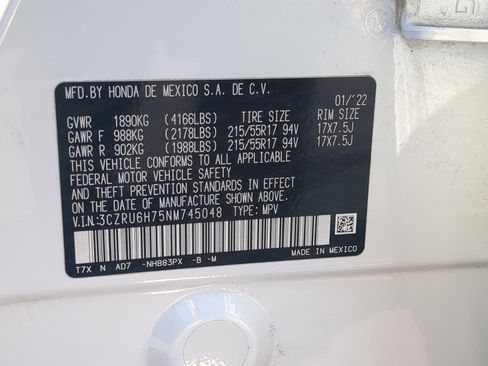 MFD.BY HONDA DE MEXICO S.A. DE C.V.
01/'22
GVWR 1890KG (4166LBS) TIRE SIZE RIM SIZE
GAWR F 988KG (2178LBS) 215/55R17 94V 17X7.5J
GAWR R 902KG (1988LBS) 215/55R17 94V 17X7.5J
THIS VEHICLE CONFORMS TO ALL APPLICABLE
FEDERAL MOTOR VEHICLE SAFETY
STANDARDS IN EFFECT
ON THE DATE OF MANUFACTURE SHOWN ABOVE.
V.I.N:3CZRU6H75NM745048 TYPE: MPV
T7X N AD7 -NH883PX -B -M
MADE IN MEXICO